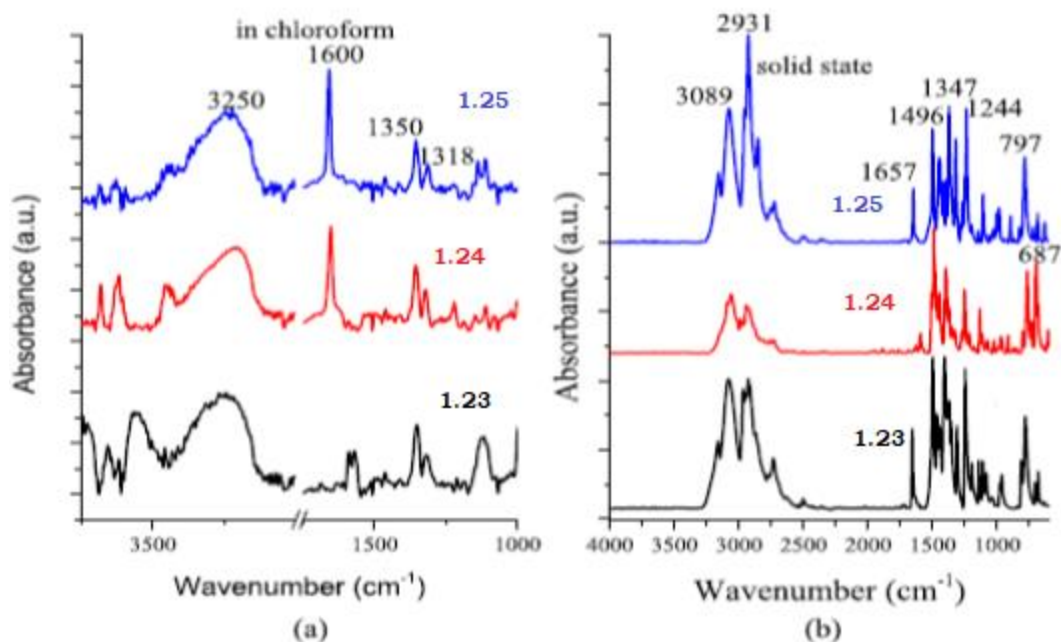 in chloroform
1600
3250
1.25
1350
1318
1.24
1.23
Absorbance (a.u.)
3500
1500
1000
Wavenumber (cm⁻¹)
(a)
2931
solid state
3089
1347
1496
1244
797
1657
1.25
687
1.24
1.23
Absorbance (a.u.)
4000 3500 3000 2500 2000 1500 1000
Wavenumber (cm⁻¹)
(b)